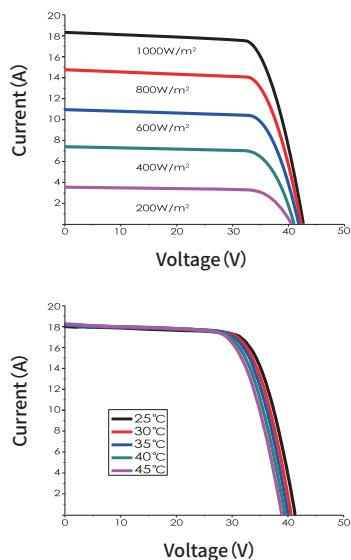 20
18
16
14
12
10
8
6
4
2
Current(A)
1000W/m²
800W/m²
600W/m²
400W/m²
200W/m²
0 10 20 30 40 50
Voltage(V)
20
18
16
14
12
10
8
6
4
2
Current(A)
25℃
30℃
35℃
40℃
45℃
0 10 20 30 40 50
Voltage(V)